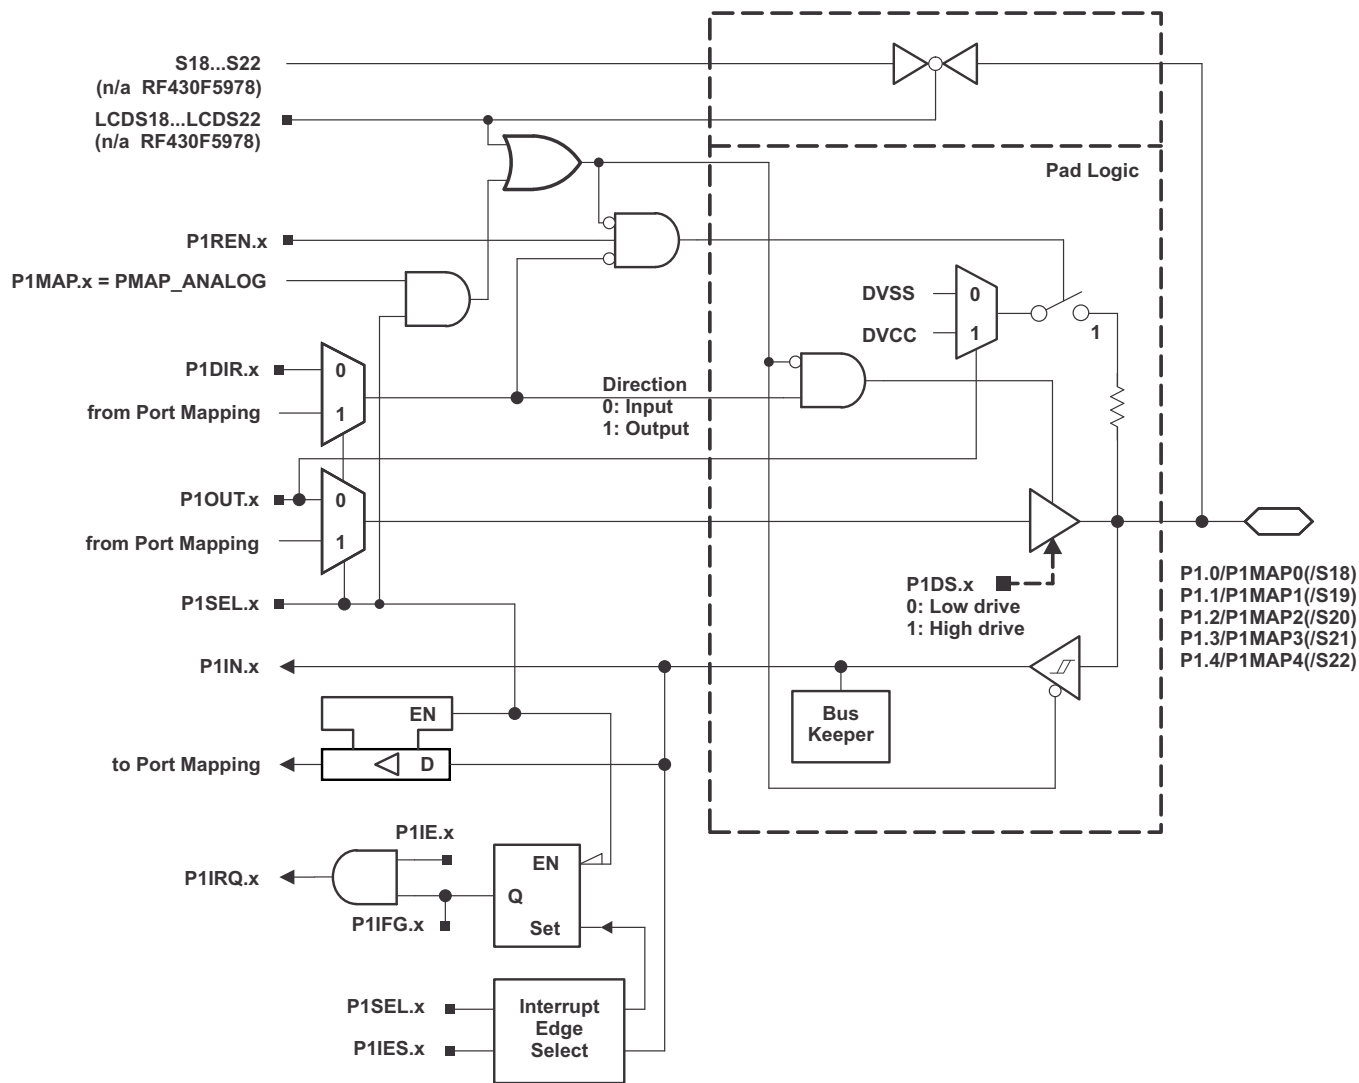 S18...S22
(n/a RF430F5978)
LCDS18...LCDS22
(n/a RF430F5978)
Pad Logic
P1REN.x
P1MAP.x = PMAP_ANALOG
DVSS
0
DVCC
1
1
P1DIR.x
0
from Port Mapping
1
Direction
0: Input
1: Output
P1OUT.x
0
from Port Mapping
1
P1SEL.x
P1DS.x
0: Low drive
1: High drive
P1.0/P1MAP0(/S18)
P1.1/P1MAP1(/S19)
P1.2/P1MAP2(/S20)
P1.3/P1MAP3(/S21)
P1.4/P1MAP4(/S22)
P1IN.x
EN
Bus
Keeper
to Port Mapping
D
P1IE.x
P1IRQ.x
EN
Q
P1IFG.x
Set
P1SEL.x
P1IES.x
Interrupt
Edge
Select